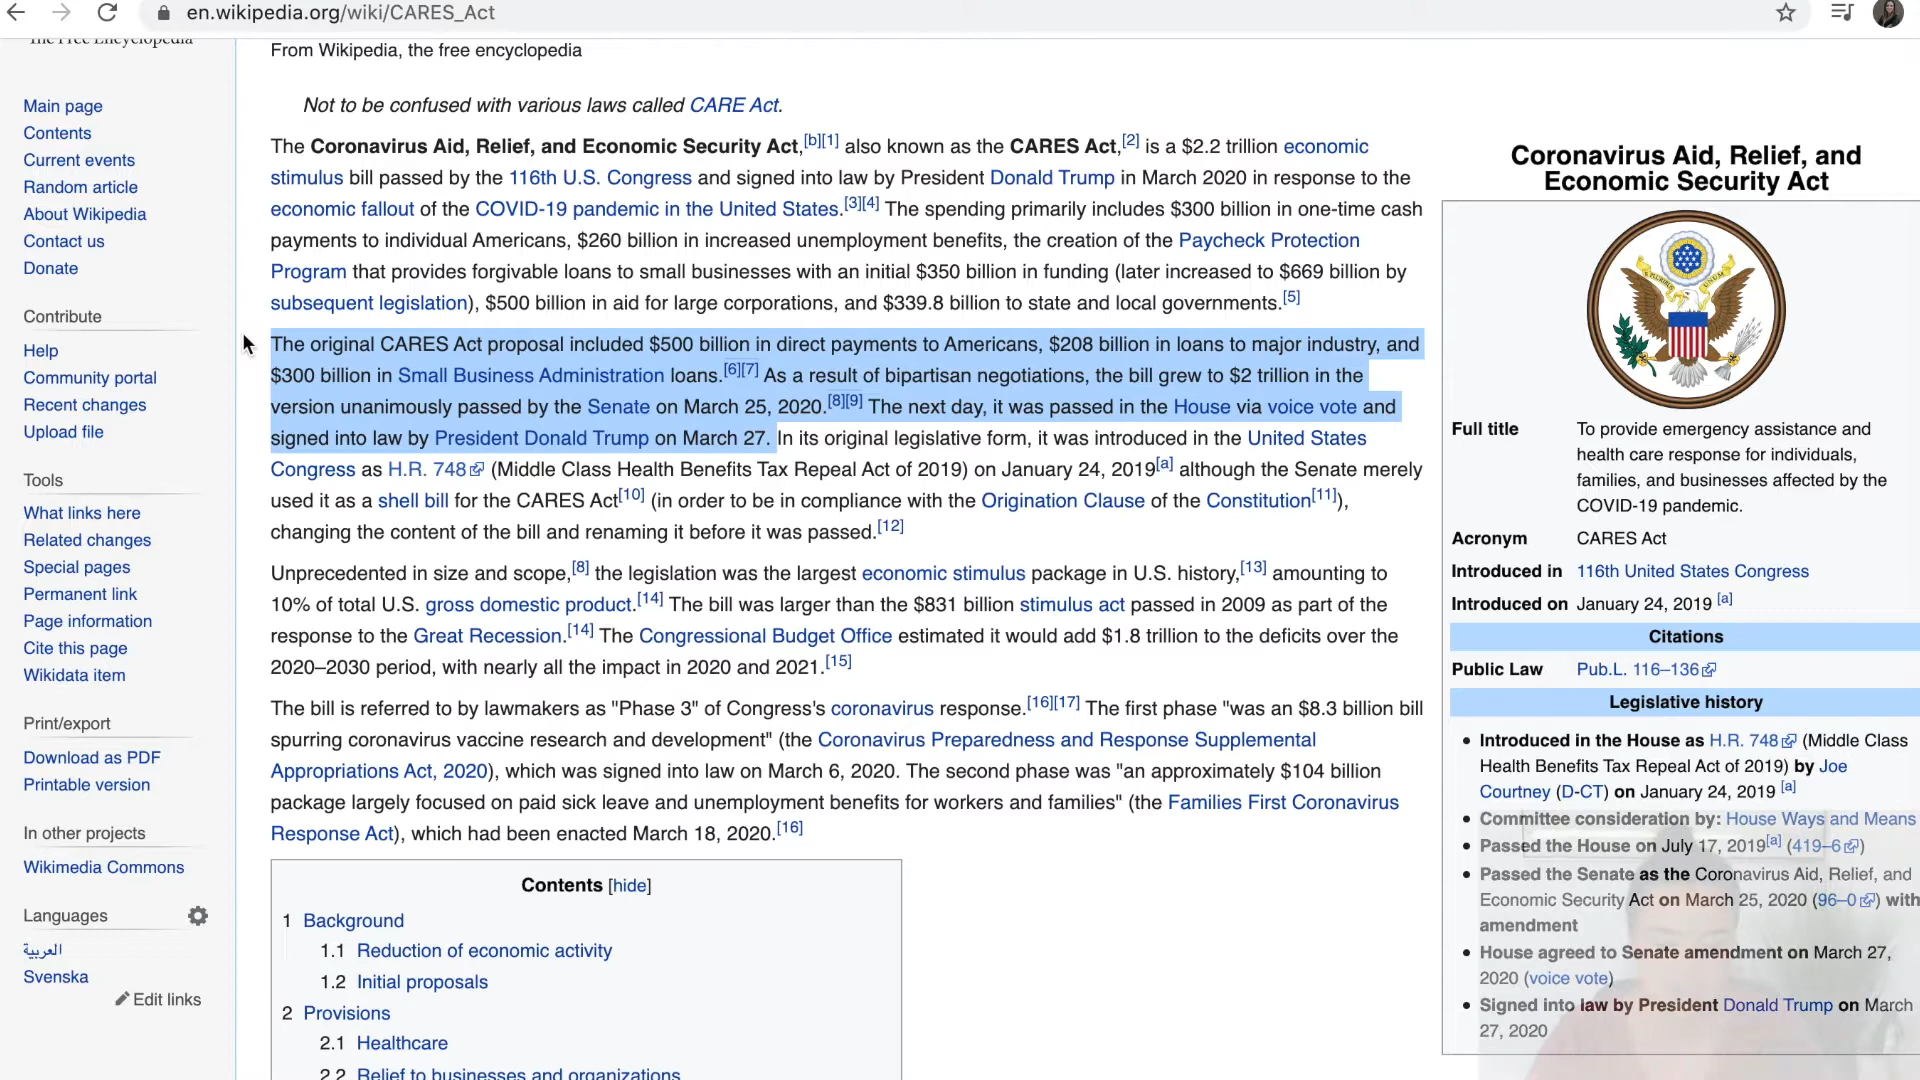 en.wikipedia.org/wiki/CARES_Act
The Free Encyclopedia
Main page
Contents
Current events
Random article
About Wikipedia
Contact us
Donate
Contribute
Help
Community portal
Recent changes
Upload file
Tools
What links here
Related changes
Special pages
Permanent link
Page information
Cite this page
Wikidata item
Print/export
Download as PDF
Printable version
In other projects
Wikimedia Commons
Languages
العربية
Svenska
Edit links
From Wikipedia, the free encyclopedia
Not to be confused with various laws called CARE Act.
The Coronavirus Aid, Relief, and Economic Security Act,[b][1] also known as the CARES Act,[2] is a $2.2 trillion economic
stimulus bill passed by the 116th U.S. Congress and signed into law by President Donald Trump in March 2020 in response to the
economic fallout of the COVID-19 pandemic in the United States.[3][4] The spending primarily includes $300 billion in one-time cash
payments to individual Americans, $260 billion in increased unemployment benefits, the creation of the Paycheck Protection
Program that provides forgivable loans to small businesses with an initial $350 billion in funding (later increased to $669 billion by
subsequent legislation), $500 billion in aid for large corporations, and $339.8 billion to state and local governments.[5]
The original CARES Act proposal included $500 billion in direct payments to Americans, $208 billion in loans to major industry, and
$300 billion in Small Business Administration loans.[6][7] As a result of bipartisan negotiations, the bill grew to $2 trillion in the
version unanimously passed by the Senate on March 25, 2020.[8][9] The next day, it was passed in the House via voice vote and
signed into law by President Donald Trump on March 27. In its original legislative form, it was introduced in the United States
Congress as H.R. 748 (Middle Class Health Benefits Tax Repeal Act of 2019) on January 24, 2019[a] although the Senate merely
used it as a shell bill for the CARES Act[10] (in order to be in compliance with the Origination Clause of the Constitution[11]),
changing the content of the bill and renaming it before it was passed.[12]
Unprecedented in size and scope,[8] the legislation was the largest economic stimulus package in U.S. history,[13] amounting to
10% of total U.S. gross domestic product.[14] The bill was larger than the $831 billion stimulus act passed in 2009 as part of the
response to the Great Recession.[14] The Congressional Budget Office estimated it would add $1.8 trillion to the deficits over the
2020–2030 period, with nearly all the impact in 2020 and 2021.[15]
The bill is referred to by lawmakers as "Phase 3" of Congress's coronavirus response.[16][17] The first phase "was an $8.3 billion bill
spurring coronavirus vaccine research and development" (the Coronavirus Preparedness and Response Supplemental
Appropriations Act, 2020), which was signed into law on March 6, 2020. The second phase was "an approximately $104 billion
package largely focused on paid sick leave and unemployment benefits for workers and families" (the Families First Coronavirus
Response Act), which had been enacted March 18, 2020.[16]
Contents [hide]
1 Background
1.1 Reduction of economic activity
1.2 Initial proposals
2 Provisions
2.1 Healthcare
2.2 Relief to businesses and organizations
Coronavirus Aid, Relief, and
Economic Security Act
Full title To provide emergency assistance and
health care response for individuals,
families, and businesses affected by the
COVID-19 pandemic.
Acronym CARES Act
Introduced in 116th United States Congress
Introduced on January 24, 2019 [a]
Citations
Public Law Pub.L. 116–136
Legislative history
• Introduced in the House as H.R. 748 (Middle Class
Health Benefits Tax Repeal Act of 2019) by Joe
Courtney (D-CT) on January 24, 2019 [a]
• Committee consideration by: House Ways and Means
• Passed the House on July 17, 2019[a] (419–6)
• Passed the Senate as the Coronavirus Aid, Relief, and
Economic Security Act on March 25, 2020 (96–0) with
amendment
• House agreed to Senate amendment on March 27,
2020 (voice vote)
• Signed into law by President Donald Trump on March
27, 2020